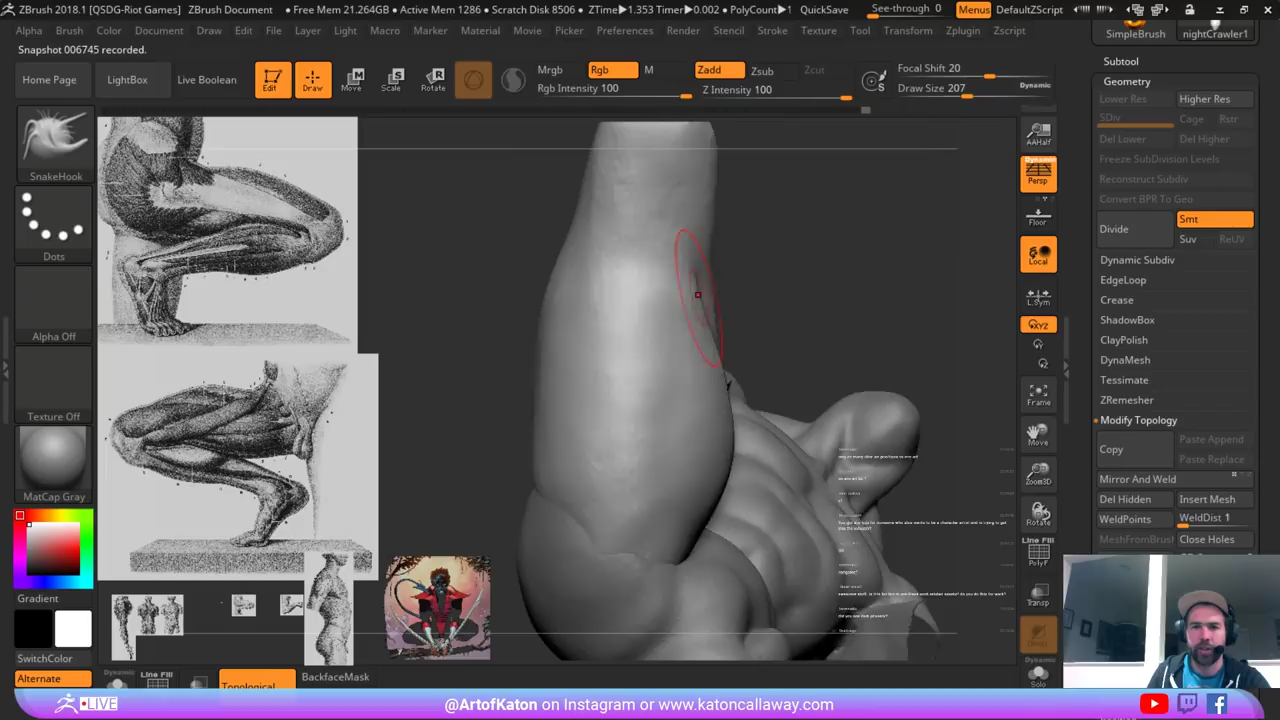 ZBrush 2018.1 [QSDG-Riot Games] ZBrush Document • Free Mem 21.264GB • Active Mem 1286 • Scratch Disk 8506 • ZTime▶1.353 Timer▶0.002 • PolyCount▶1 QuickSave See-through 0 Menus DefaultZScript
Alpha Brush Color Document Draw Edit File Layer Light Macro Marker Material Movie Picker Preferences Render Stencil Stroke Texture Tool Transform Zplugin Zscript
Snapshot 006745 recorded.
Home Page LightBox Live Boolean Edit Draw Move Scale Rotate
Mrgb Rgb M Zadd Zsub Zcut Focal Shift 20
Rgb Intensity 100 Z Intensity 100 Draw Size 207 Dynamic
SnakeHook
Dots
Alpha Off
Texture Off
MatCap Gray
Gradient
SwitchColor
Alternate
Dynamic
Line Fill
Topological
BackfaceMask
AAHalf
Dynamic
Persp
Floor
Local
L.Sym
XYZ
Frame
Move
Zoom3D
Rotate
Line Fill
PolyF
Transp
Dynamic
Solo
SimpleBrush nightCrawler1
Subtool
Geometry
Lower Res Higher Res
SDiv Cage Rstr
Del Lower Del Higher
Freeze SubDivision Levels
Reconstruct Subdiv
Convert BPR To Geo
Divide Smt
Suv ReUV
Dynamic Subdiv
EdgeLoop
Crease
ShadowBox
ClayPolish
DynaMesh
Tessimate
ZRemesher
Modify Topology
Copy Paste Append
Paste Replace
Mirror And Weld
Del Hidden Insert Mesh
WeldPoints WeldDist 1
MeshFromBrush Close Holes
LIVE @ArtofKaton on Instagram or www.katoncallaway.com